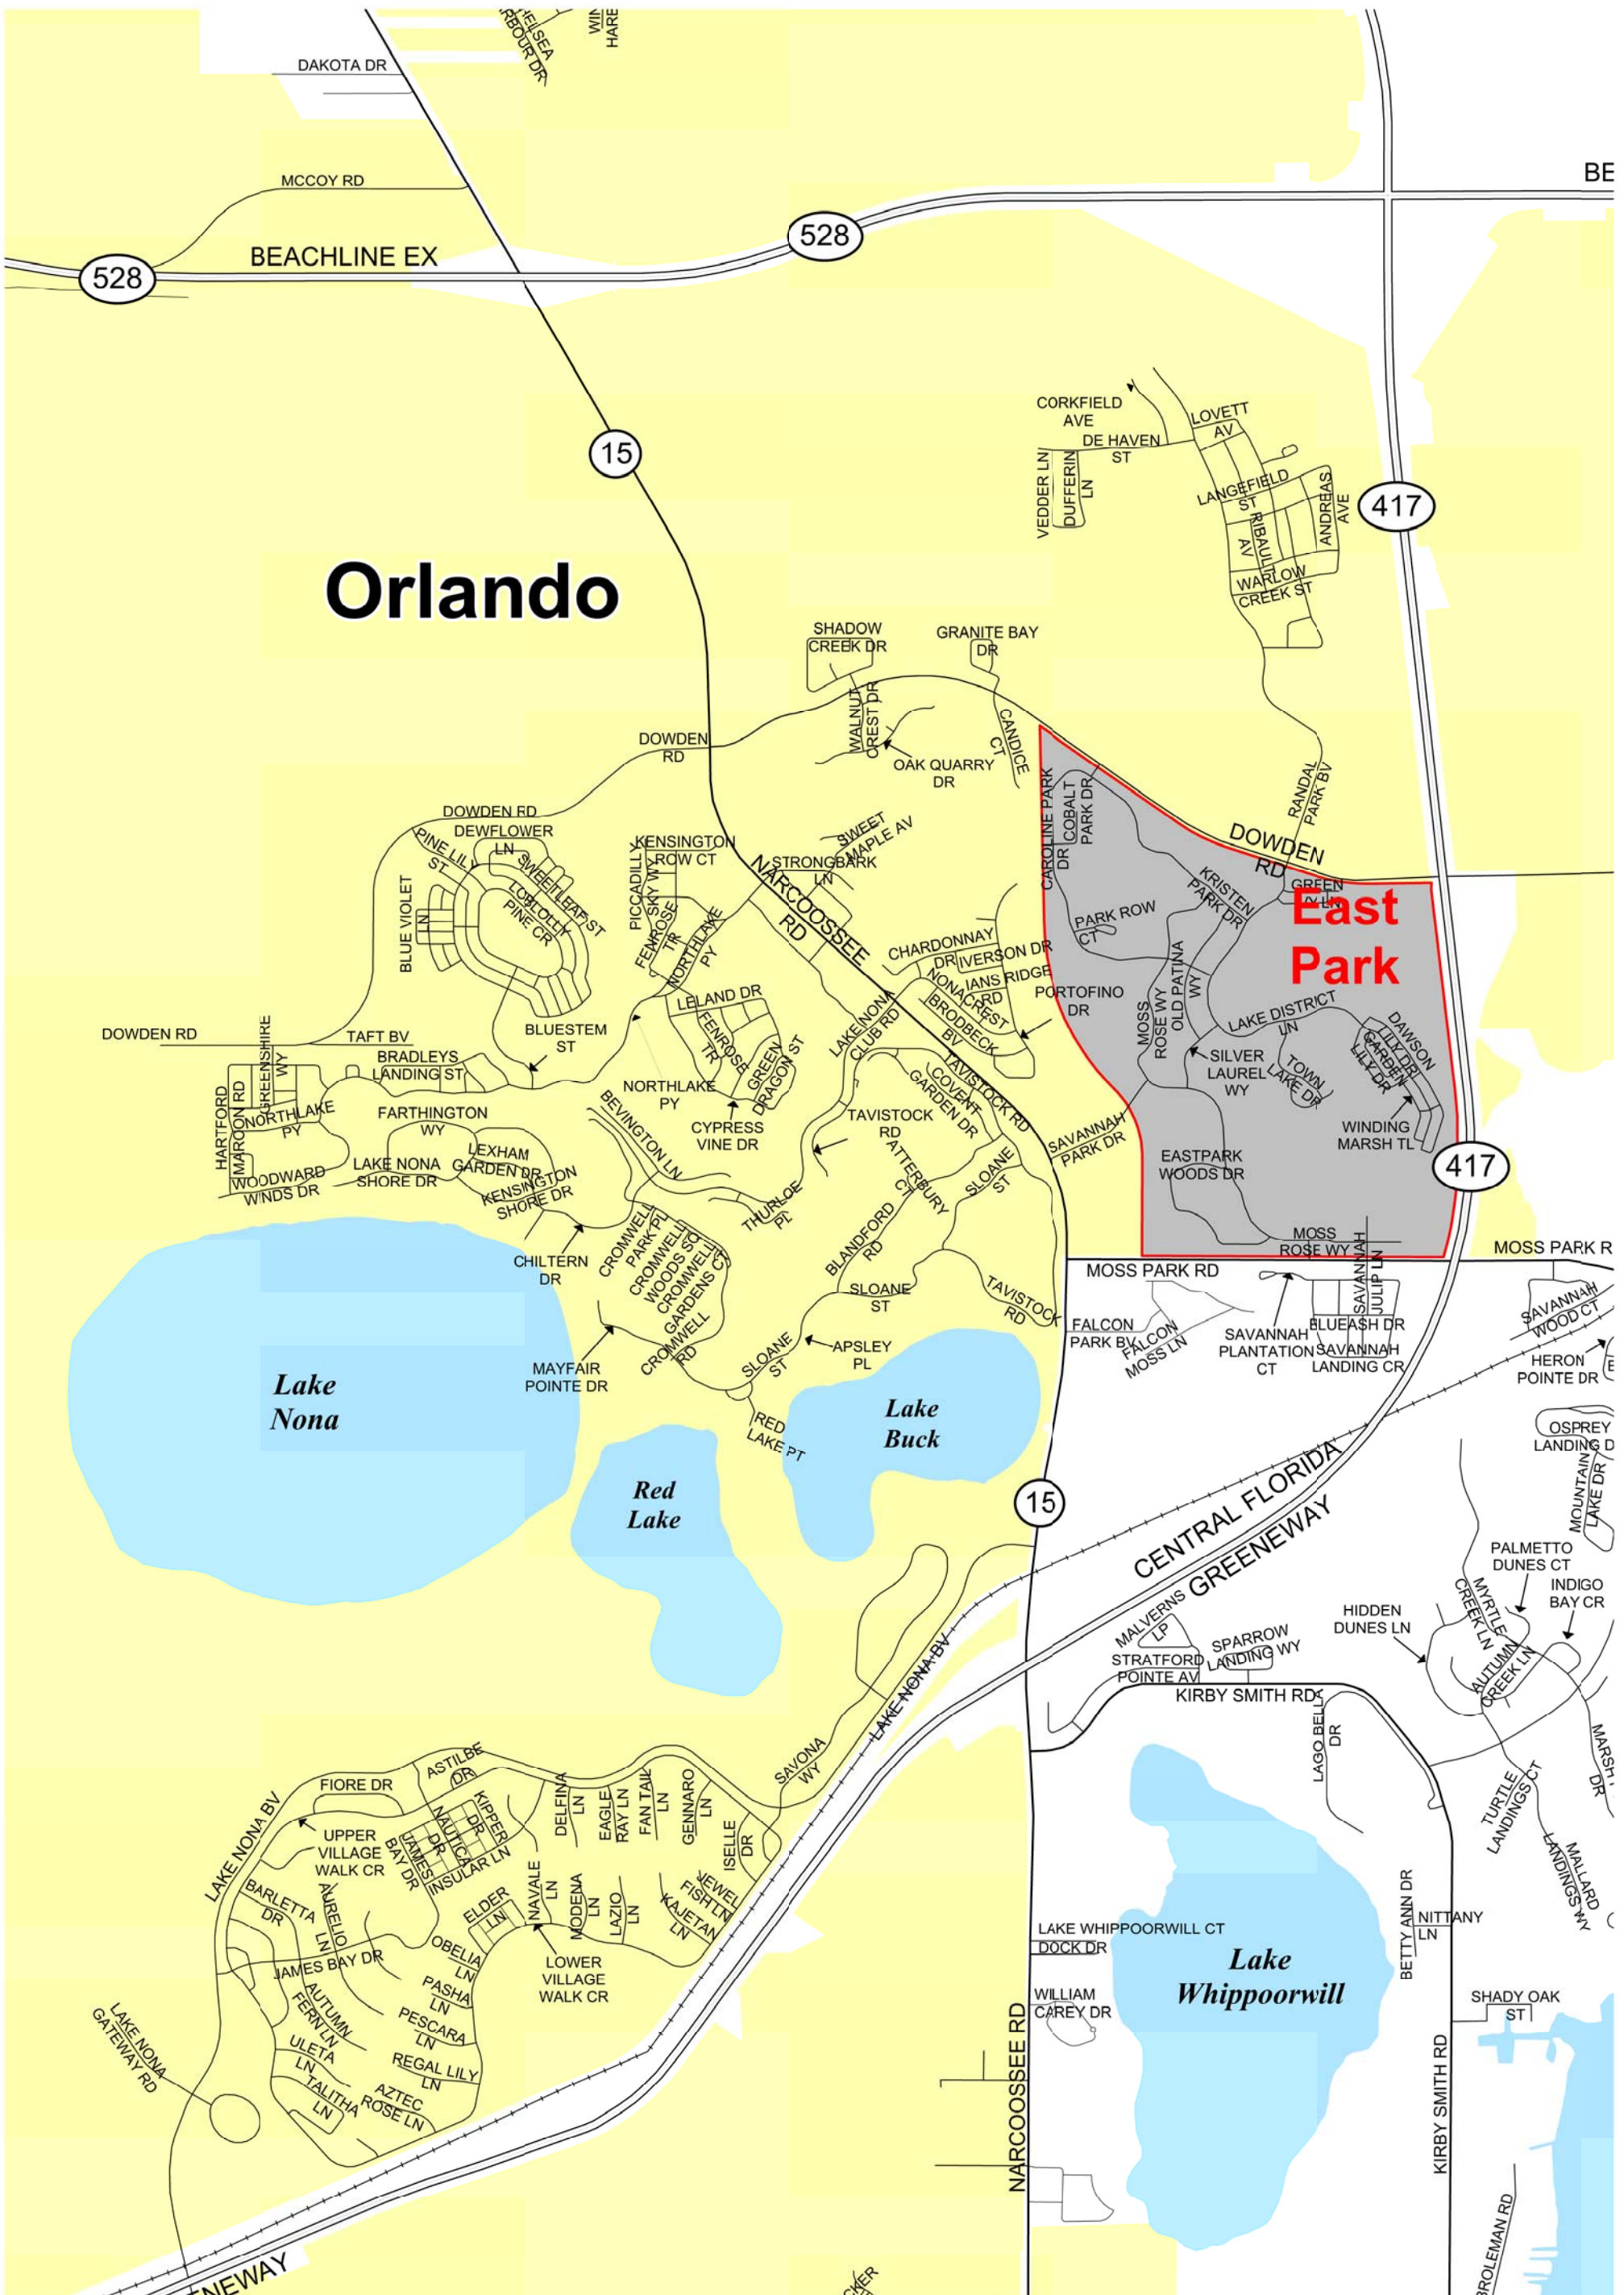 DAKOTA DR
MCCOY RD
528
BEACHLINE EX
528
BE
15
CORKFIELD
AVE
LOVETT
AV
DE HAVEN
ST
VEDDER LN
DUFFERIN
LN
LANGEFIELD
ST
RIBAULT
AV
ANDREAS
AVE
WARLOW
CREEK ST
417
Orlando
SHADOW
CREEK DR
GRANITE BAY
DR
WALNUT
CREST DR
CANDICE
CT
OAK QUARRY
DR
DOWDEN
RD
RANDAL
PARK BV
DOWDEN
RD
DOWDEN RD
DEWFLOWER
LN
PINE LILY
ST
SWEETLEAF ST
LOBLOLLY
PINE CR
BLUE VIOLET
LN
KENSINGTON
ROW CT
PICCADILLY
SKY WY
FENROSE
TR
NORTHLAKE
PY
SWEET
MAPLE AV
STRONGBARK
LN
NARCOOSSEE
RD
CAROLINE PARK
DR
COBALT
PARK DR
KRISTEN
PARK DR
East
Park
PARK ROW
CT
CHARDONNAY
DR
IVERSON DR
IANS RIDGE
RD
NONACREST
BRODBECK
BV
PORTOFINO
DR
MOSS
ROSE WY
OLD PATINA
WY
LAKE DISTRICT
LN
SILVER
LAUREL
WY
TOWN
LAKE DR
DAWSON
LILY DR
GARDEN
LILY DR
WINDING
MARSH TL
EASTPARK
WOODS DR
417
MOSS
ROSE WY
DOWDEN RD
TAFT BV
GREENSHIRE
WY
BLUESTEM
ST
BRADLEYS
LANDING ST
LELAND DR
FENROSE
TR
GREEN
DRAGON ST
LAKE NONA
CLUB RD
NORTHLAKE
PY
CYPRESS
VINE DR
TAVISTOCK
RD
COVENT
GARDEN DR
TAVISTOCK RD
SAVANNAH
PARK DR
HARTFORD
MAROON RD
NORTHLAKE
PY
FARTHINGTON
WY
LEXHAM
GARDEN DR
WOODWARD
WINDS DR
LAKE NONA
SHORE DR
KENSINGTON
SHORE DR
BEVINGTON LN
THURLOE
PL
ATTERBURY
CT
SLOANE
ST
BLANDFORD
RD
CHILTERN
DR
CROMWELL
PARK PL
CROMWELL
WOODS SQ
CROMWELL
GARDENS CT
CROMWELL
RD
SLOANE
ST
TAVISTOCK
RD
MOSS PARK RD
MOSS PARK R
SAVANNAH
JULIP LN
FALCON
PARK BV
FALCON
MOSS LN
SAVANNAH
PLANTATION
CT
BLUEASH DR
SAVANNAH
LANDING CR
SAVANNAH
WOOD CT
HERON
POINTE DR
MAYFAIR
POINTE DR
SLOANE
ST
APSLEY
PL
RED
LAKE PT
Lake
Nona
Red
Lake
Lake
Buck
OSPREY
LANDING D
MOUNTAIN
LAKE DR
15
CENTRAL FLORIDA
GREENEWAY
PALMETTO
DUNES CT
INDIGO
BAY CR
MYRTLE
CREEK LN
HIDDEN
DUNES LN
AUTUMN
CREEK LN
MALVERNS
LP
STRATFORD
POINTE AV
SPARROW
LANDING WY
KIRBY SMITH RD
LAGO BELLA
DR
MARSH
DR
TURTLE
LANDINGS CT
MALLARD
LANDINGS WY
LAKE NONA BV
SAVONA
WY
FIORE DR
ASTILBE
DR
LAKE NONA BV
UPPER
VILLAGE
WALK CR
JAMES
BAY DR
NAUTICA
DR
KIPPER
DR
INSULAR LN
DELFINA
LN
EAGLE
RAY LN
FAN TAIL
LN
GENNARO
LN
ISELLE
DR
BARLETTA
DR
AURELIO
LN
ELDER
LN
NAVALE
LN
MODENA
LN
LAZIO
LN
JEWEL
FISH LN
KAJETAN
LN
JAMES BAY DR
OBELIA
LN
LOWER
VILLAGE
WALK CR
PASHA
LN
AUTUMN
FERN LN
PESCARA
LN
ULETA
LN
REGAL LILY
LN
TALITHA
LN
AZTEC
ROSE LN
LAKE NONA
GATEWAY RD
LAKE WHIPPOORWILL CT
DOCK DR
WILLIAM
CAREY DR
Lake
Whippoorwill
BETTY ANN DR
NITTANY
LN
SHADY OAK
ST
NARCOOSSEE RD
KIRBY SMITH RD
BROLEMAN RD
ENEWAY